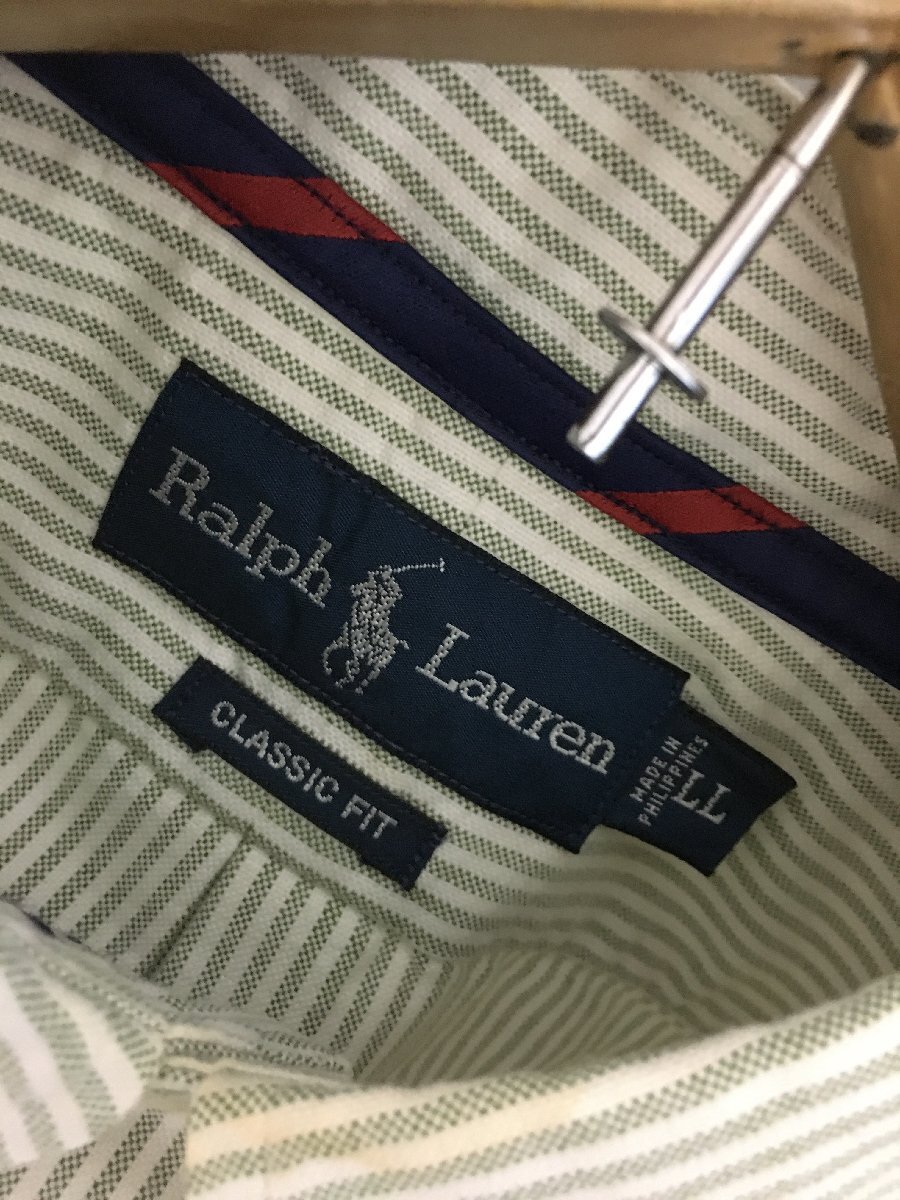 Ralph Lauren
CLASSIC FIT
MADE IN
PHILIPPINES
LL